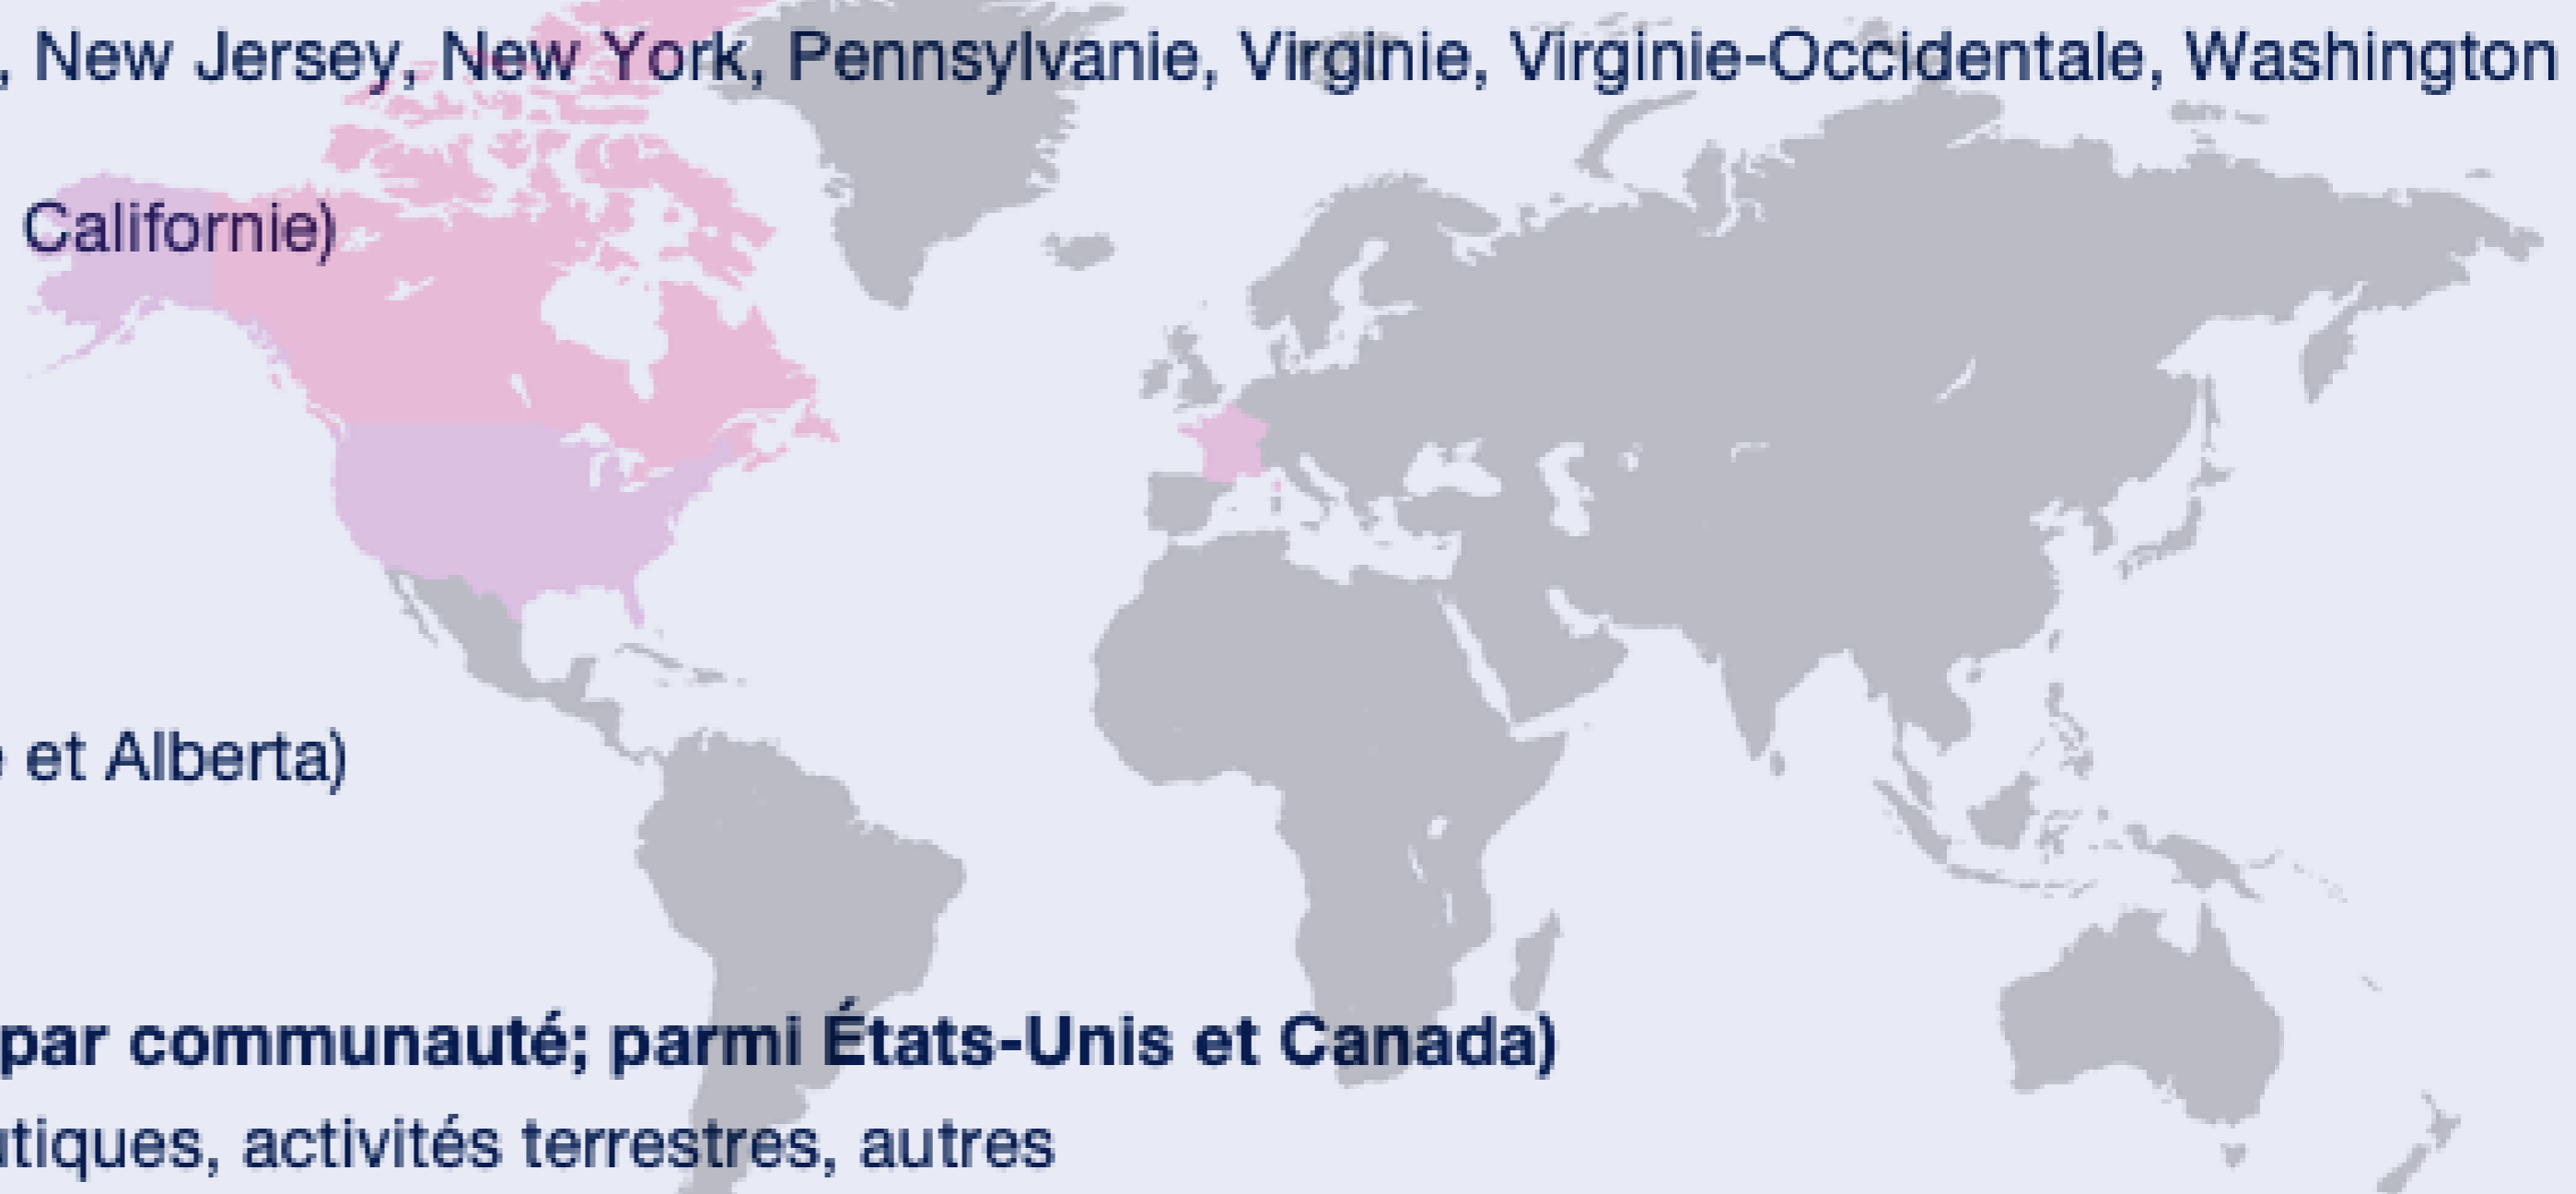 , New Jersey, New York, Pennsylvanie, Virginie, Virginie-Occidentale, Washington
Californie)
et Alberta)
par communauté; parmi États-Unis et Canada)
activités terrestres, autres